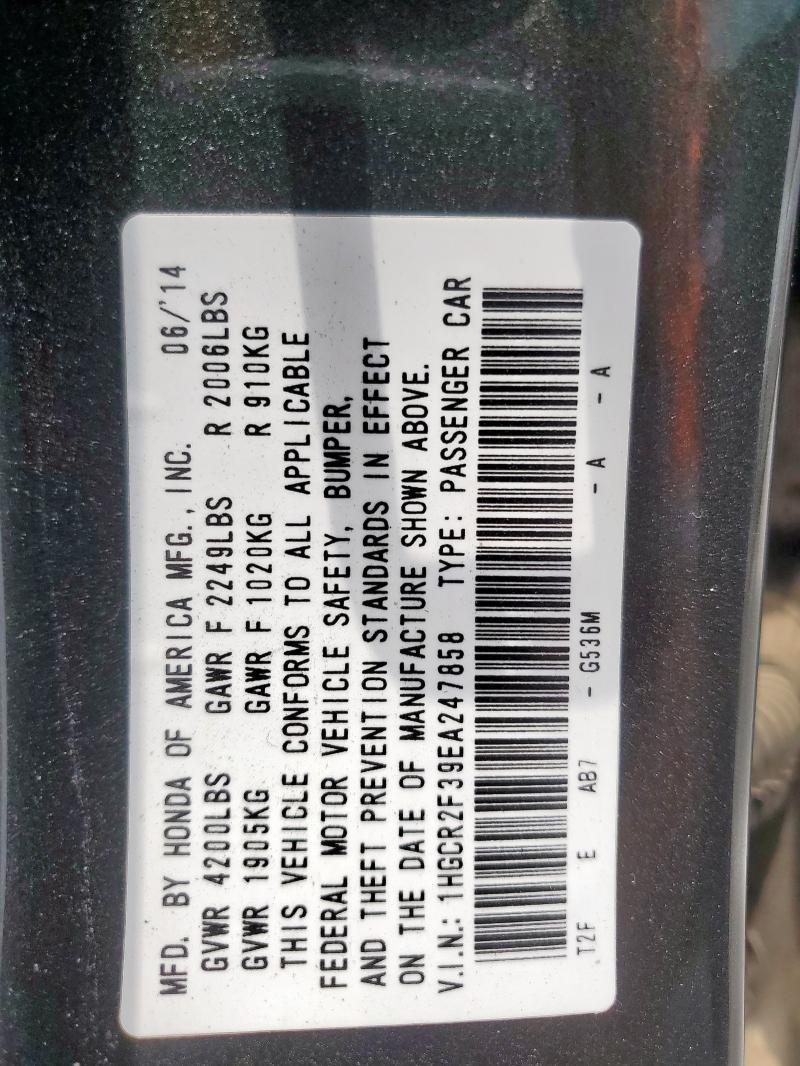 MFD. BY HONDA OF AMERICA MFG., INC. 06/'14
GVWR 4200LBS GAWR F 2249LBS R 2006LBS
GVWR 1905KG GAWR F 1020KG R 910KG
THIS VEHICLE CONFORMS TO ALL APPLICABLE
FEDERAL MOTOR VEHICLE SAFETY, BUMPER,
AND THEFT PREVENTION STANDARDS IN EFFECT
ON THE DATE OF MANUFACTURE SHOWN ABOVE.
V.I.N.: 1HGCR2F39EA247858 TYPE: PASSENGER CAR
T2F E AB7 - G536M - A - A